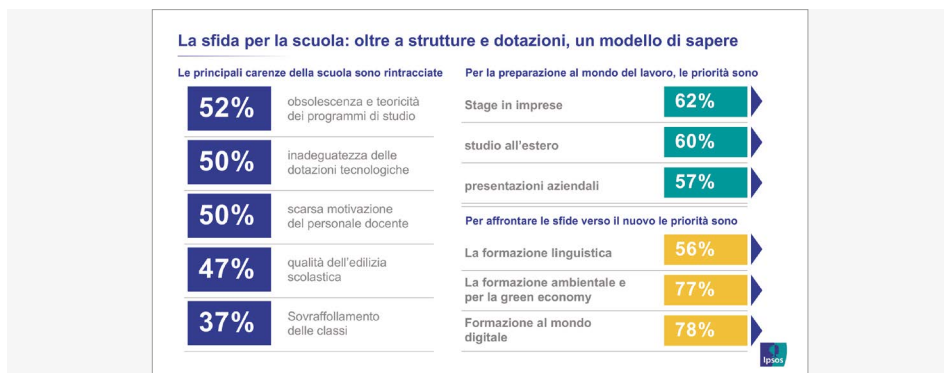 La sfida per la scuola: oltre a strutture e dotazioni, un modello di sapere
Le principali carenze della scuola sono rintracciate
52%
obsolescenza e teoricità
dei programmi di studio
50%
inadeguatezza delle
dotazioni tecnologiche
50%
scarsa motivazione
del personale docente
47%
qualità dell'edilizia
scolastica
37%
Sovraffollamento
delle classi
Per la preparazione al mondo del lavoro, le priorità sono
Stage in imprese
62%
studio all'estero
60%
presentazioni aziendali
57%
Per affrontare le sfide verso il nuovo le priorità sono
La formazione linguistica
56%
La formazione ambientale e
per la green economy
77%
Formazione al mondo
digitale
78%
Ipsos